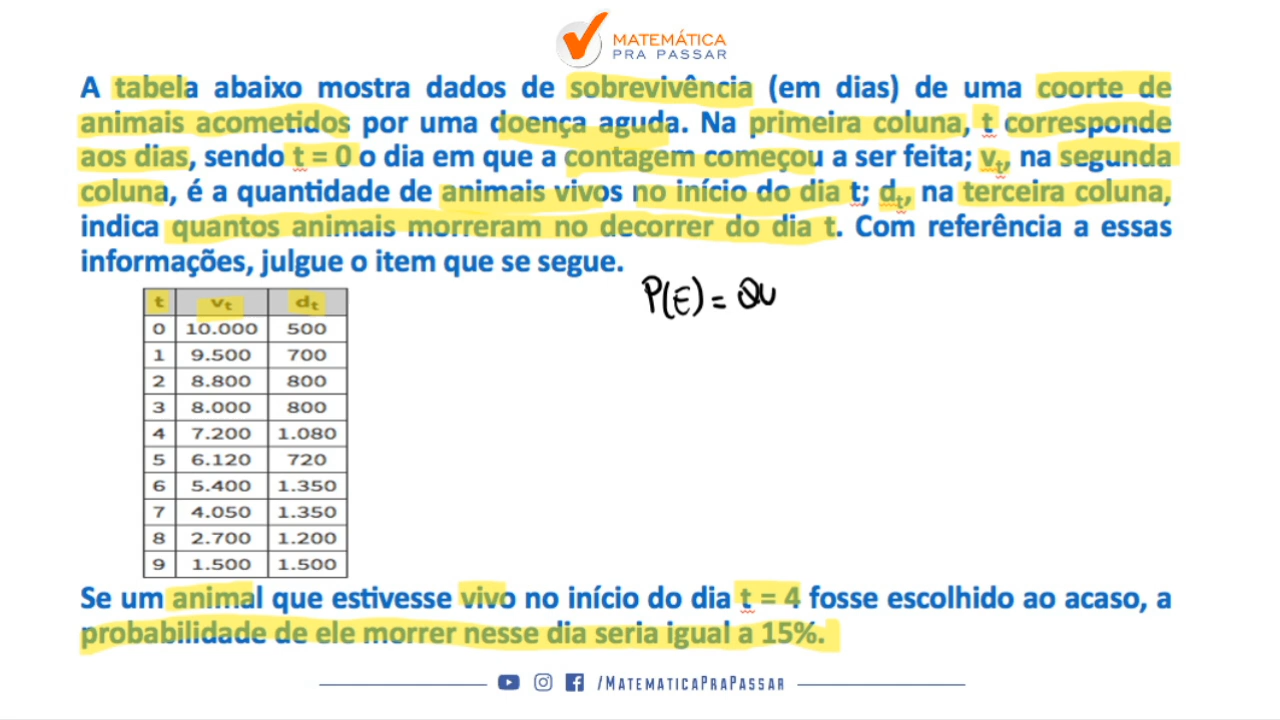 MATEMÁTICA
PRA PASSAR
A tabela abaixo mostra dados de sobrevivência (em dias) de uma coorte de
animais acometidos por uma doença aguda. Na primeira coluna, t corresponde
aos dias, sendo t = 0 o dia em que a contagem começou a ser feita; vt, na segunda
coluna, é a quantidade de animais vivos no início do dia t; dt, na terceira coluna,
indica quantos animais morreram no decorrer do dia t. Com referência a essas
informações, julgue o item que se segue.
P(E) = QU
t vt dt
0 10.000 500
1 9.500 700
2 8.800 800
3 8.000 800
4 7.200 1.080
5 6.120 720
6 5.400 1.350
7 4.050 1.350
8 2.700 1.200
9 1.500 1.500
Se um animal que estivesse vivo no início do dia t = 4 fosse escolhido ao acaso, a
probabilidade de ele morrer nesse dia seria igual a 15%.
/MATEMATICAPRAPASSAR